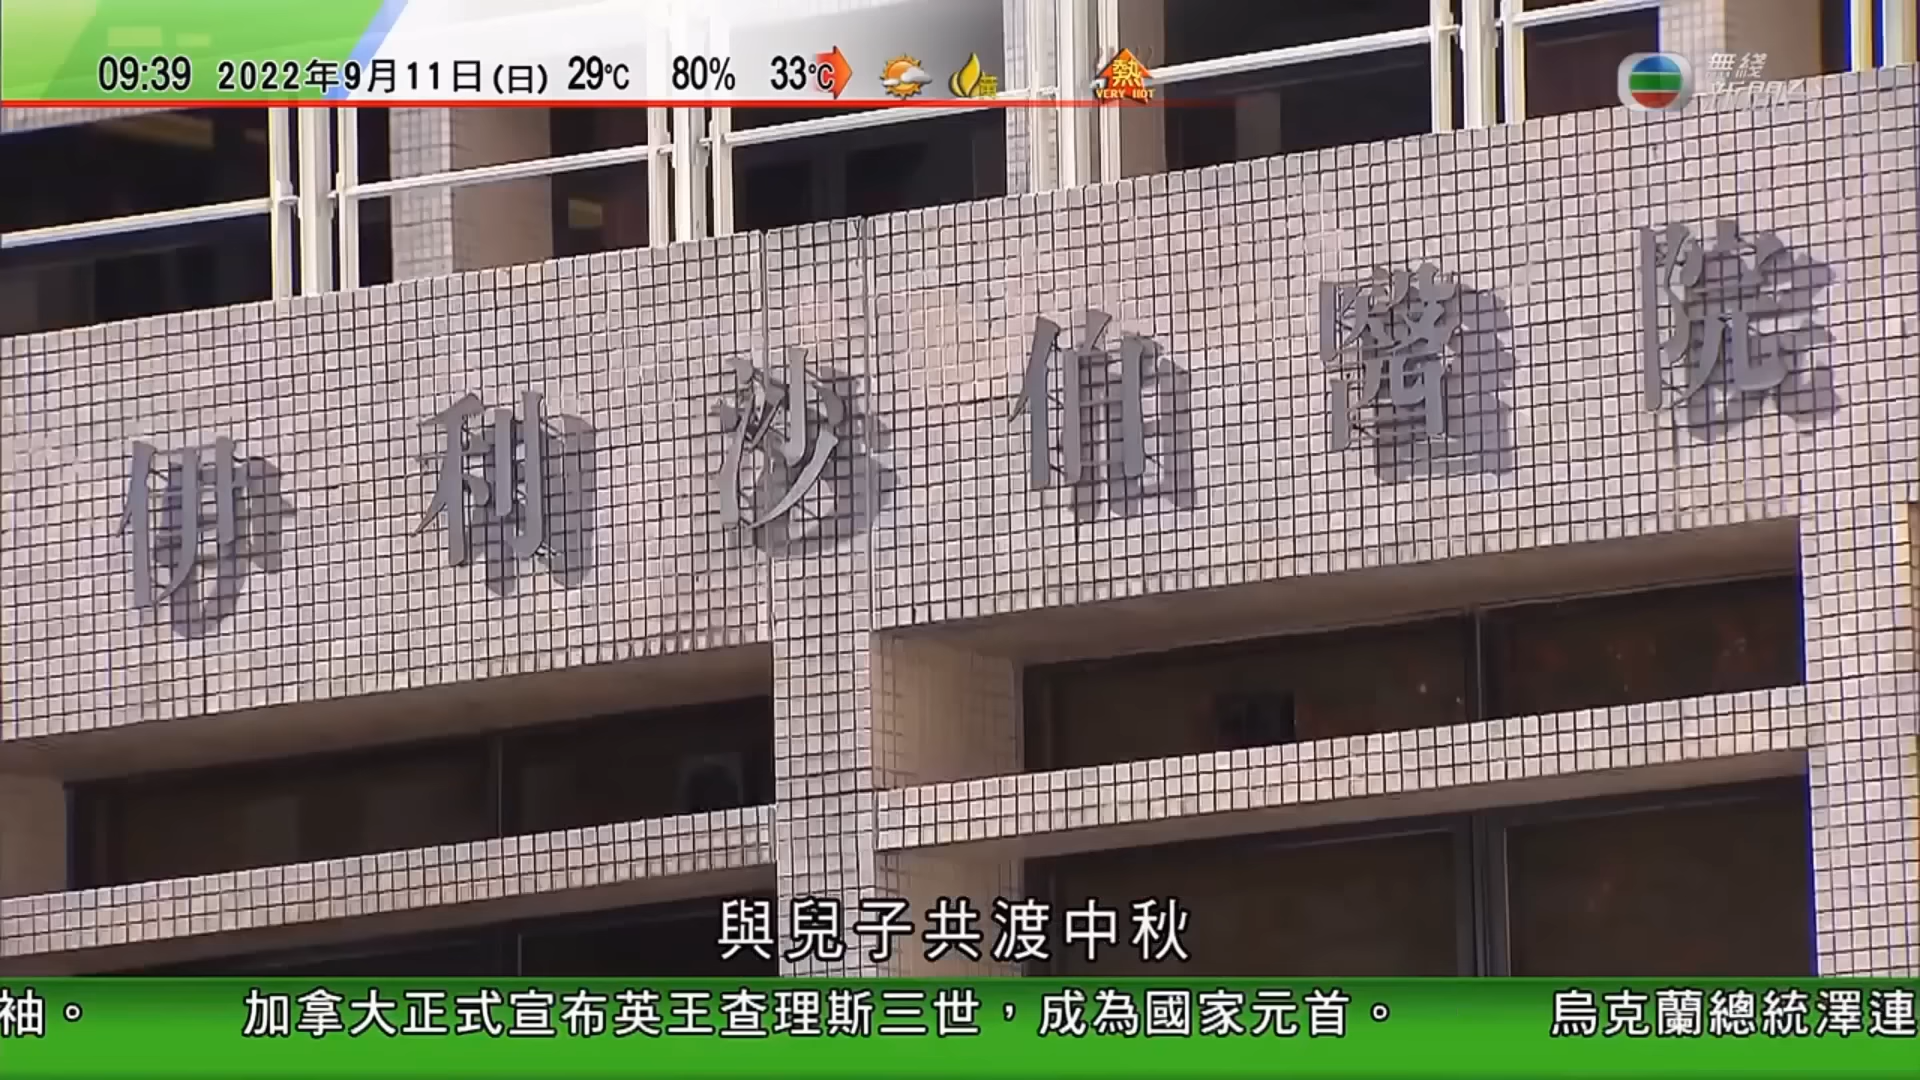 09:39 2022年9月11日(日) 29℃ 80% 33℃
黃
熱
VERY HOT
無綫
新聞台
伊利沙伯醫院
與兒子共渡中秋
袖。 加拿大正式宣布英王查理斯三世，成為國家元首。 烏克蘭總統澤連